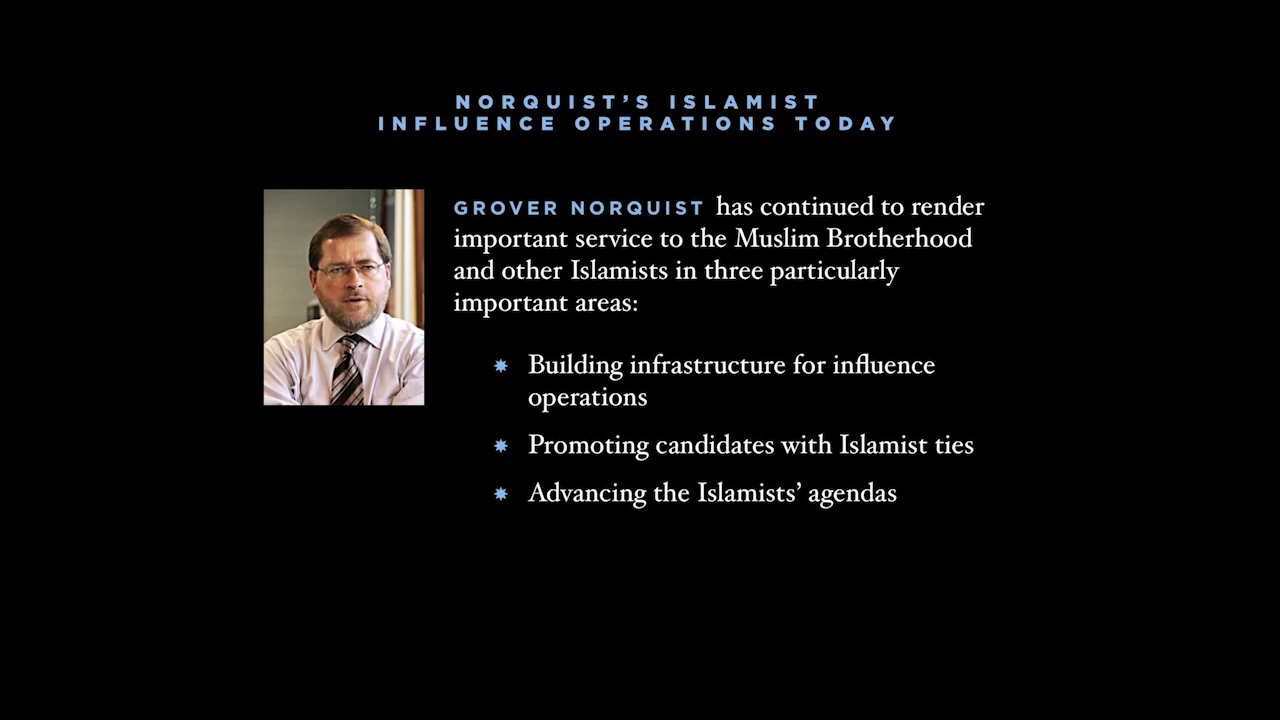 NORQUIST'S ISLAMIST
INFLUENCE OPERATIONS TODAY
GROVER NORQUIST has continued to render
important service to the Muslim Brotherhood
and other Islamists in three particularly
important areas:
Building infrastructure for influence
operations
Promoting candidates with Islamist ties
Advancing the Islamists' agendas